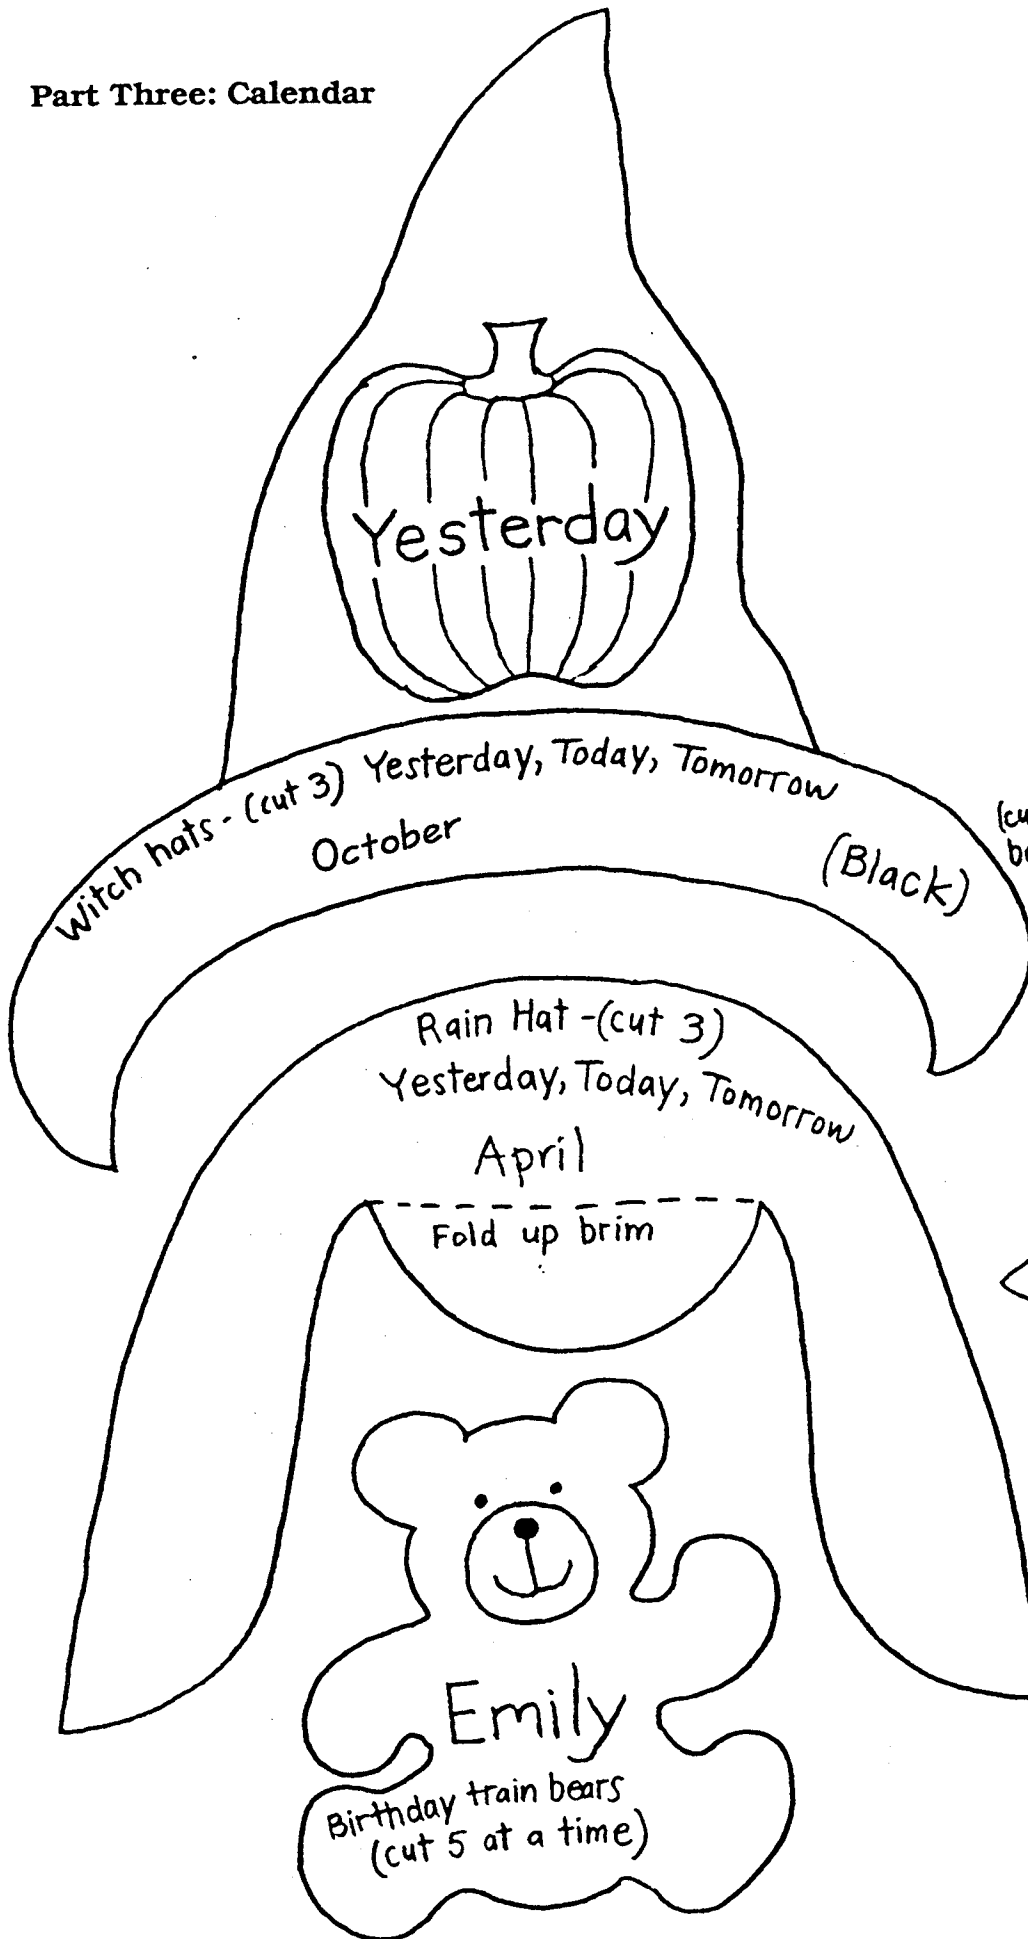 Part Three: Calendar
Yesterday
Witch hats - (cut 3) Yesterday, Today, Tomorrow
October
(Black)
Rain Hat - (cut 3)
Yesterday, Today, Tomorrow
April
Fold up brim
Emily
Birthday train bears
(cut 5 at a time)